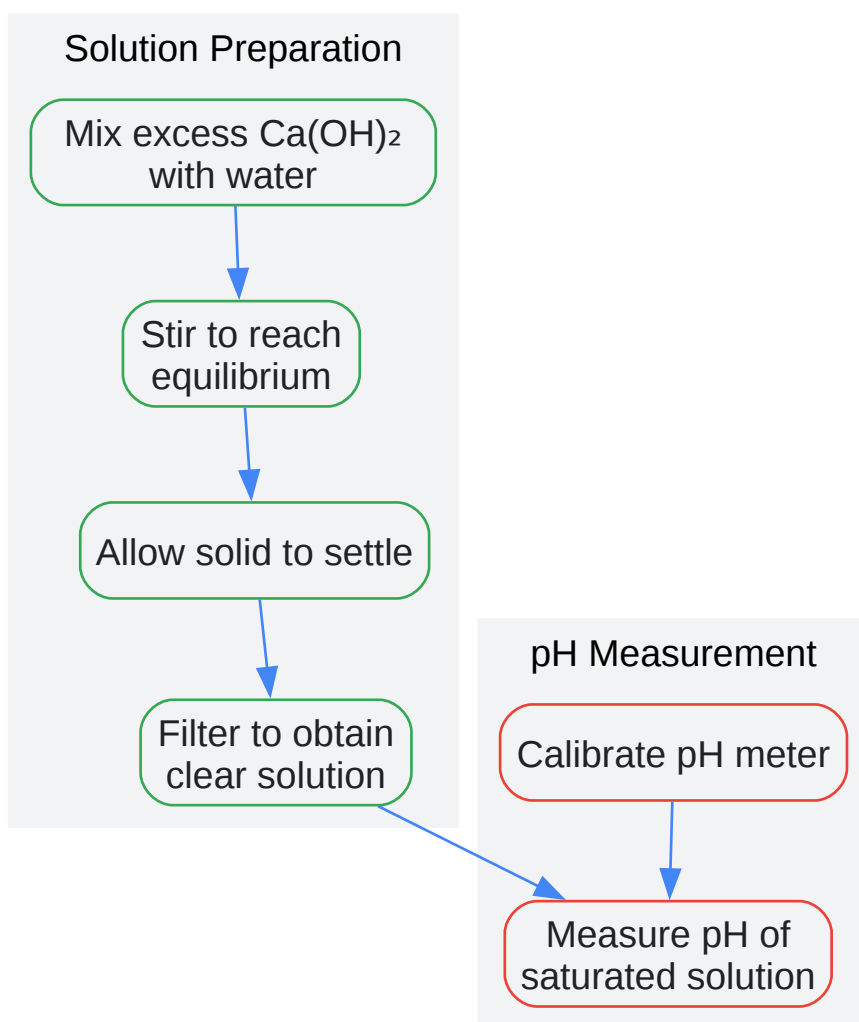 Solution Preparation
Mix excess Ca(OH)₂
with water
Stir to reach
equilibrium
Allow solid to settle
Filter to obtain
clear solution
pH Measurement
Calibrate pH meter
Measure pH of
saturated solution